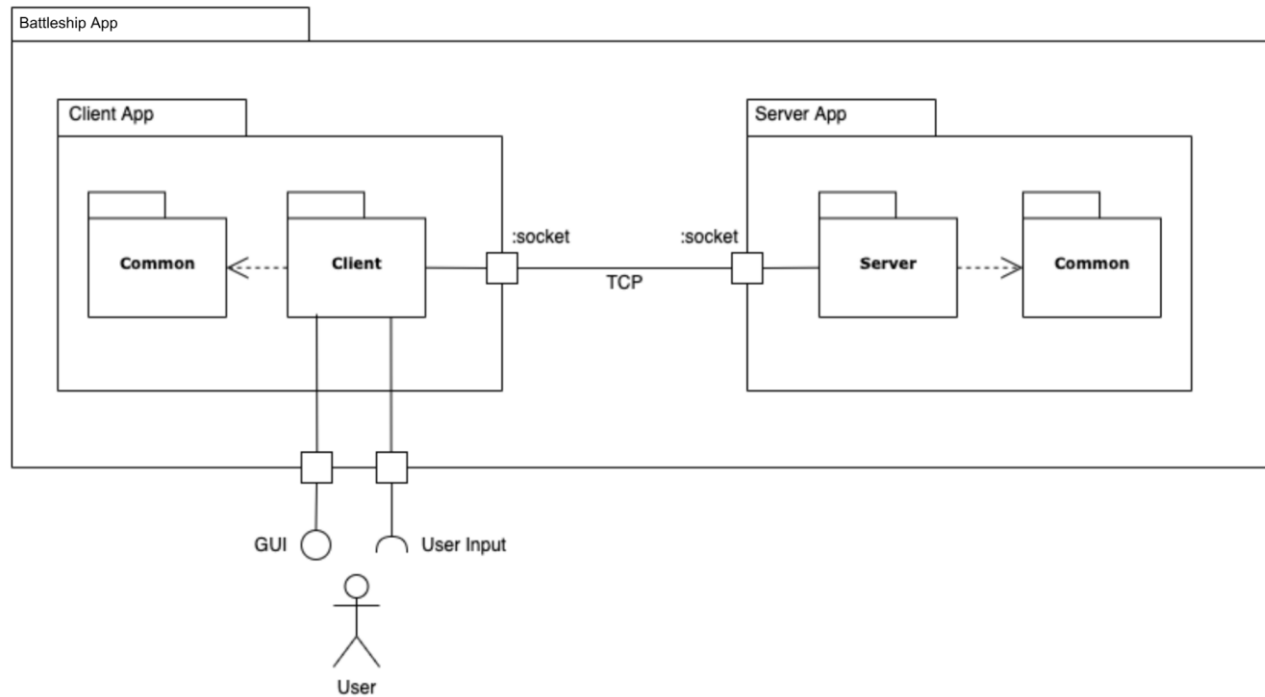 Battleship App
Client App
Server App
Common
Client
:socket
:socket
TCP
Server
Common
GUI
User Input
User